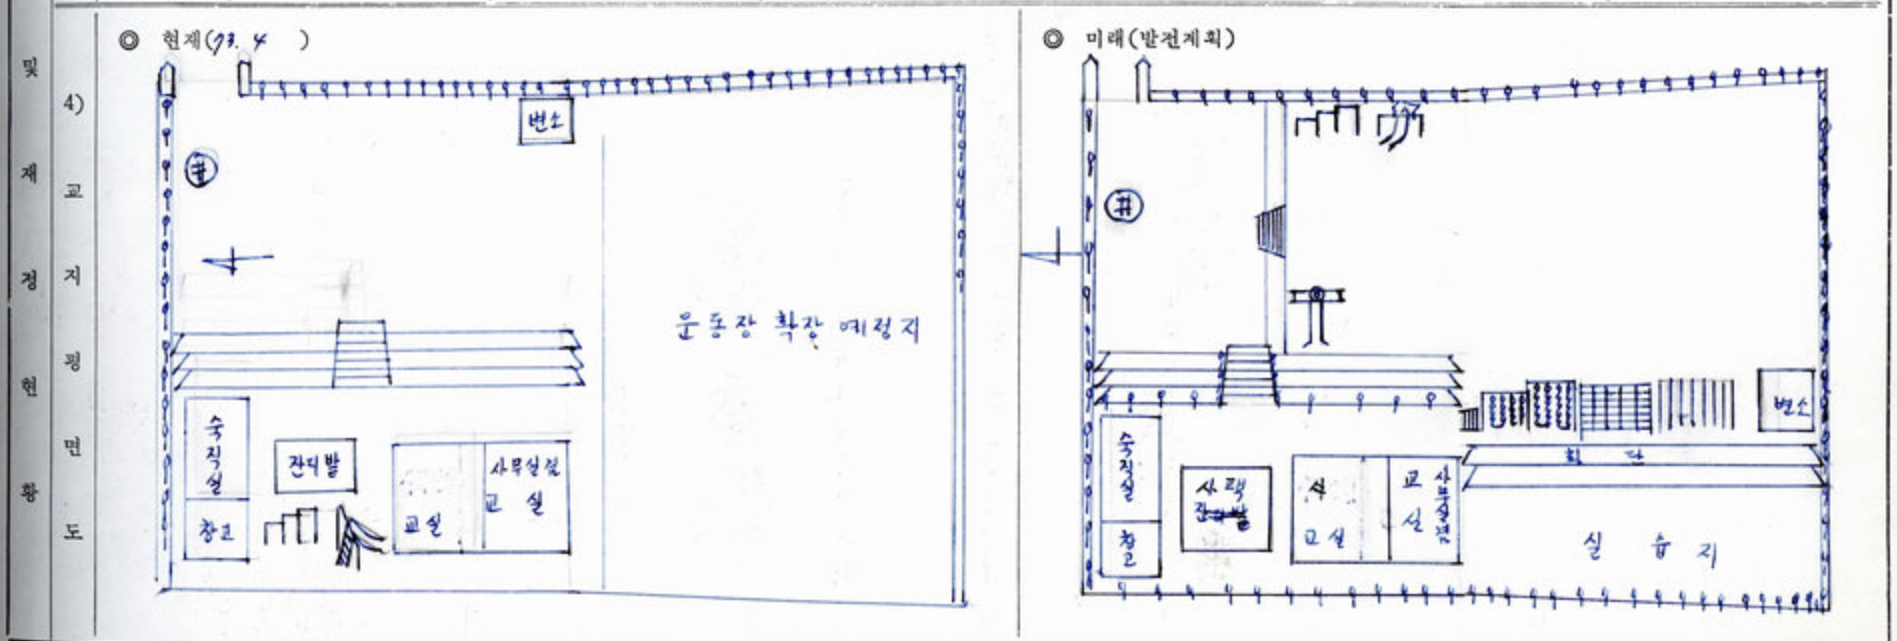 및 재 정 현 황
4) 교 지 평 면 도
◎ 현재(73. 4 )
변소
井
운동장 확장 예정지
숙직실
창고
잔디밭
교실
사무실겸
교 실
◎ 미래(발전계획)
井
변소
화 단
숙직실
창고
사택
교실
교실
사무실겸
실 습 지